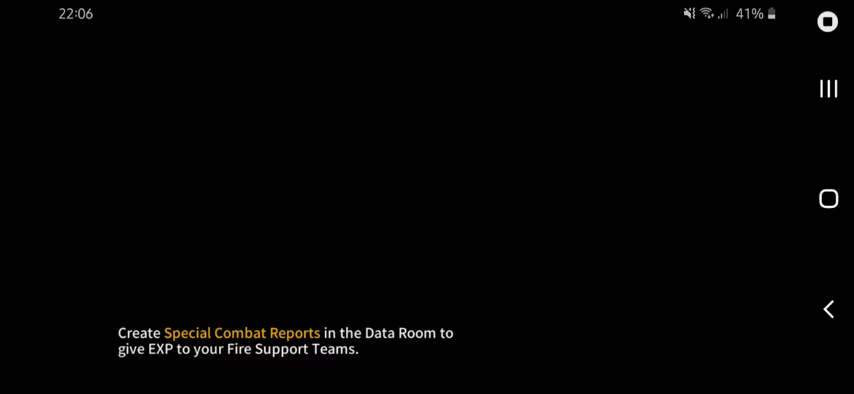 22:06
41%
Create Special Combat Reports in the Data Room to
give EXP to your Fire Support Teams.